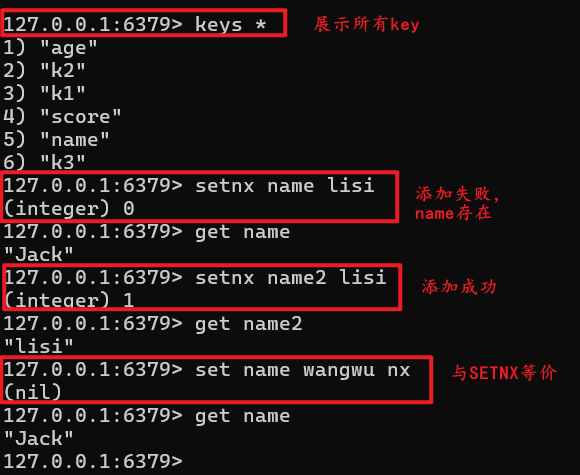 127.0.0.1:6379> keys * 展示所有key
1) "age"
2) "k2"
3) "k1"
4) "score"
5) "name"
6) "k3"
127.0.0.1:6379> setnx name lisi 添加失败,
(integer) 0 name存在
127.0.0.1:6379> get name
"Jack"
127.0.0.1:6379> setnx name2 lisi 添加成功
(integer) 1
127.0.0.1:6379> get name2
"lisi"
127.0.0.1:6379> set name wangwu nx 与SETNX等价
(nil)
127.0.0.1:6379> get name
"Jack"
127.0.0.1:6379>